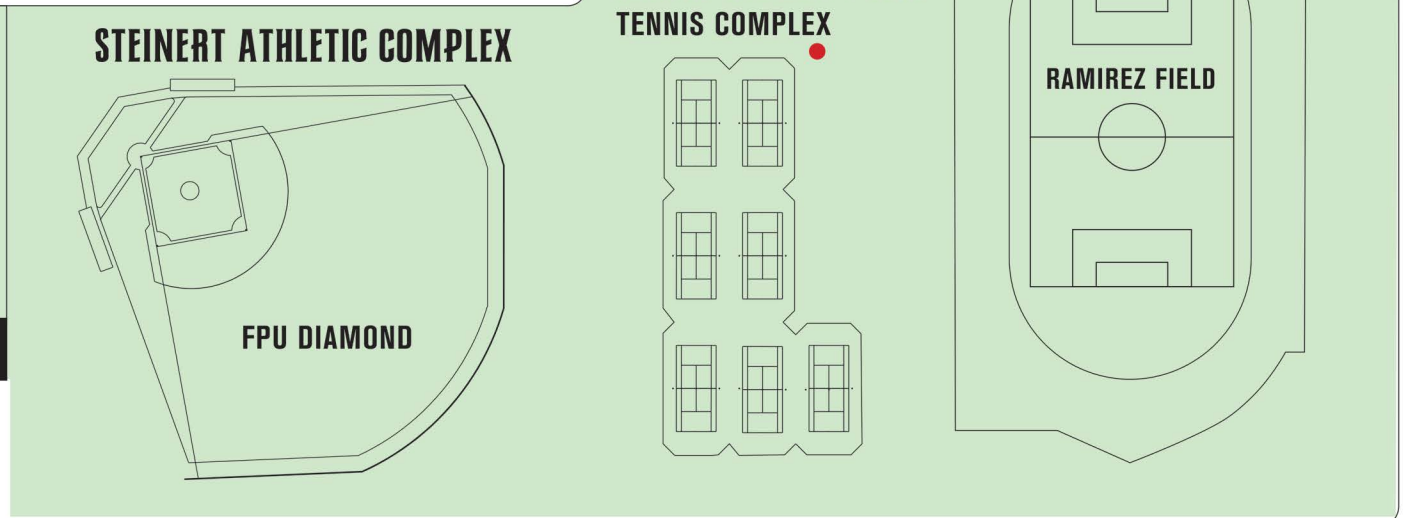 STEINERT ATHLETIC COMPLEX
TENNIS COMPLEX
RAMIREZ FIELD
FPU DIAMOND